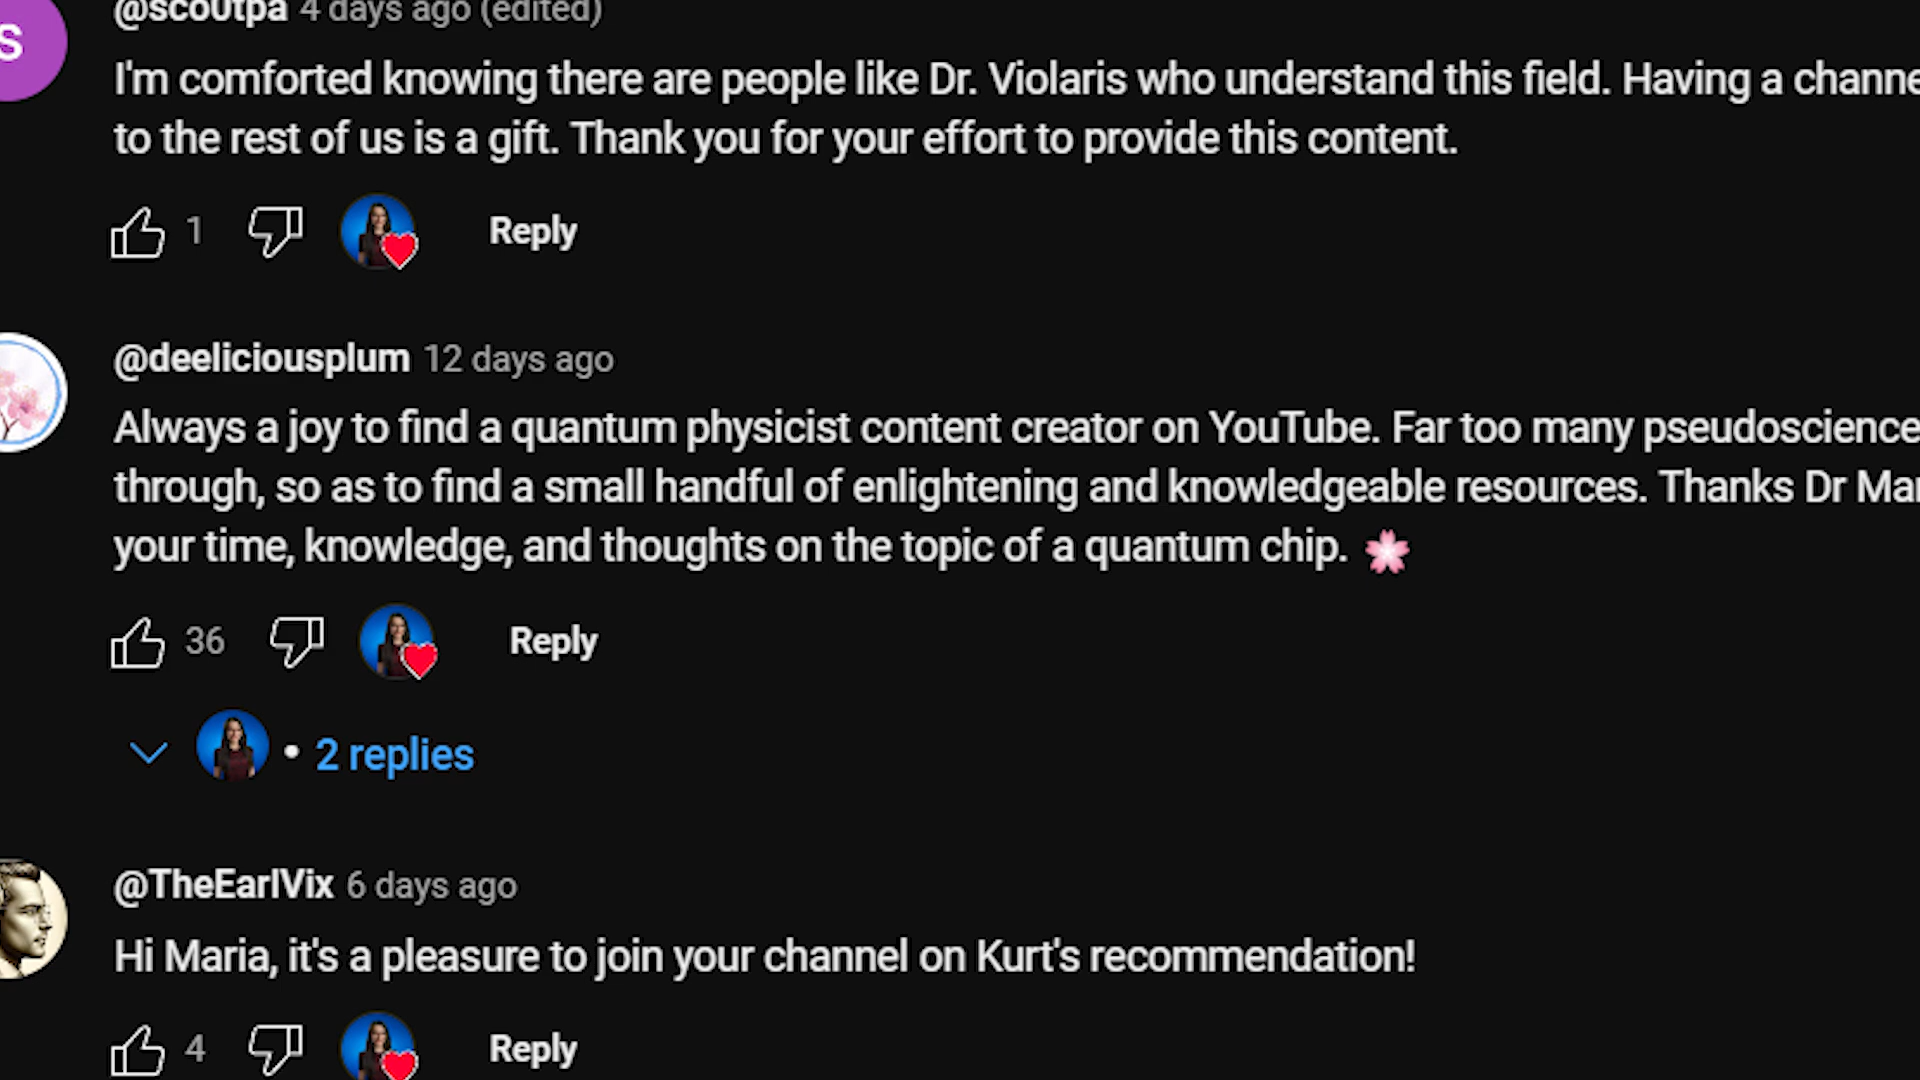 S
@sco0tpa 4 days ago (edited)
I'm comforted knowing there are people like Dr. Violaris who understand this field. Having a channe
to the rest of us is a gift. Thank you for your effort to provide this content.
1 Reply
@deeliciousplum 12 days ago
Always a joy to find a quantum physicist content creator on YouTube. Far too many pseudoscience
through, so as to find a small handful of enlightening and knowledgeable resources. Thanks Dr Mar
your time, knowledge, and thoughts on the topic of a quantum chip. 🌸
36 Reply
• 2 replies
@TheEarlVix 6 days ago
Hi Maria, it's a pleasure to join your channel on Kurt's recommendation!
4 Reply